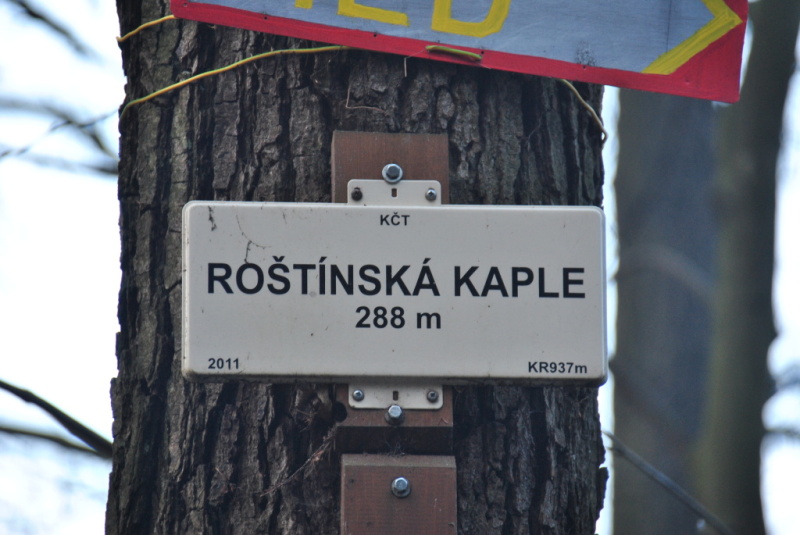 KČT
ROŠTÍNSKÁ KAPLE
288 m
2011 KR937m